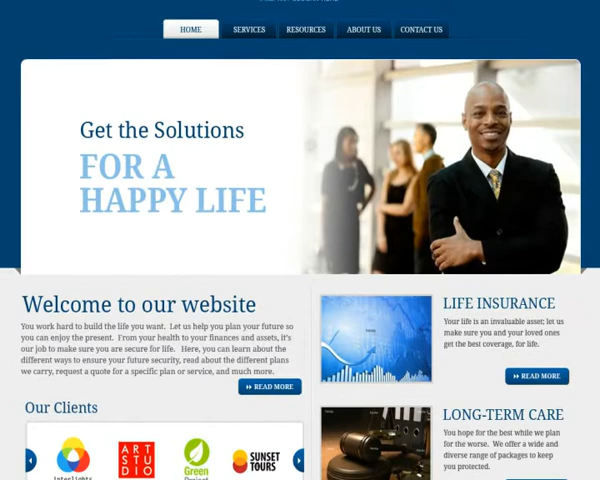 HOME
SERVICES
RESOURCES
ABOUT US
CONTACT US
Get the Solutions
FOR A
HAPPY LIFE
Welcome to our website
You work hard to build the life you want. Let us help you plan your future so
you can enjoy the present. From your health to your finances and assets, it's
our job to make sure you are secure for life. Here, you can learn about the
different ways to ensure your future security, read about the different plans
we carry, request a quote for a specific plan or service, and much more.
READ MORE
LIFE INSURANCE
Your life is an invaluable asset; let us
make sure you and your loved ones
get the best coverage, for life.
READ MORE
Our Clients
Interlights
ART
STU
DIO
Green
Project
SUNSET
TOURS
LONG-TERM CARE
You hope for the best while we plan
for the worse. We offer a wide and
diverse range of packages to keep
you protected.